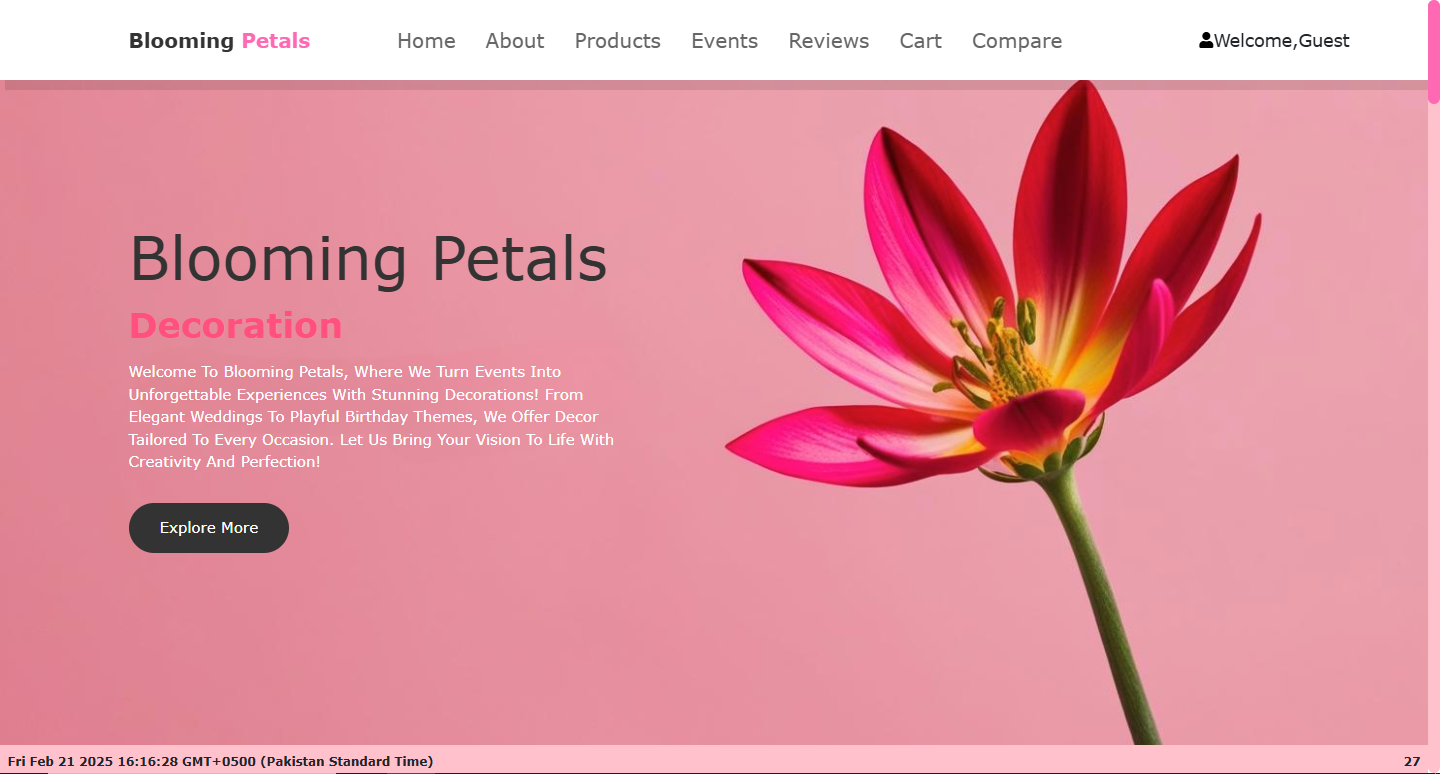 Blooming Petals
Home About Products Events Reviews Cart Compare
Welcome,Guest
Blooming Petals
Decoration
Welcome To Blooming Petals, Where We Turn Events Into
Unforgettable Experiences With Stunning Decorations! From
Elegant Weddings To Playful Birthday Themes, We Offer Decor
Tailored To Every Occasion. Let Us Bring Your Vision To Life With
Creativity And Perfection!
Explore More
Fri Feb 21 2025 16:16:28 GMT+0500 (Pakistan Standard Time)
27